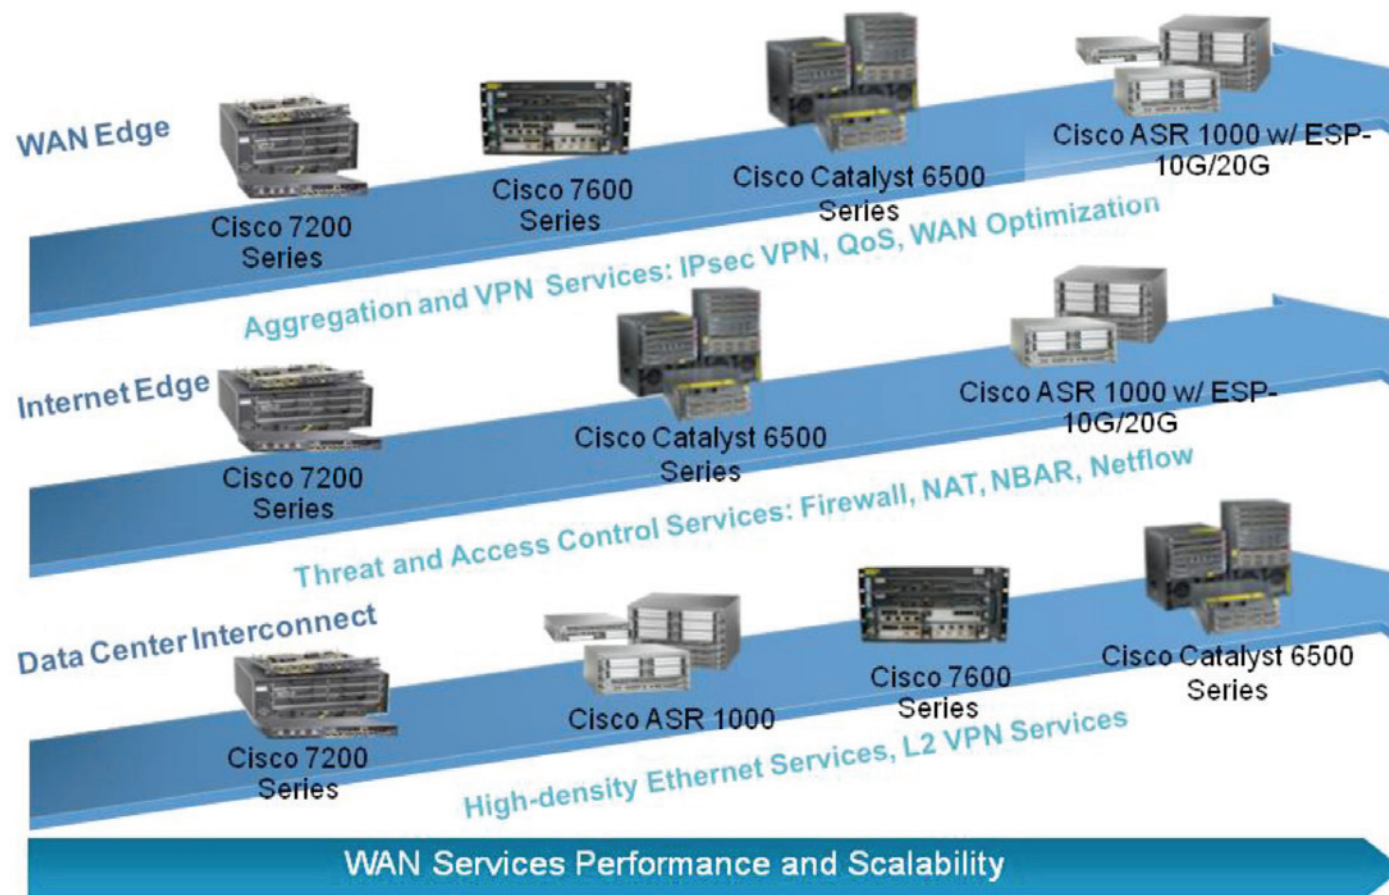 WAN Edge
Cisco 7200
Series
Cisco 7600
Series
Cisco Catalyst 6500
Series
Cisco ASR 1000 w/ ESP-
10G/20G
Aggregation and VPN Services: IPsec VPN, QoS, WAN Optimization
Internet Edge
Cisco 7200
Series
Cisco Catalyst 6500
Series
Cisco ASR 1000 w/ ESP-
10G/20G
Threat and Access Control Services: Firewall, NAT, NBAR, Netflow
Data Center Interconnect
Cisco 7200
Series
Cisco ASR 1000
Cisco 7600
Series
Cisco Catalyst 6500
Series
High-density Ethernet Services, L2 VPN Services
WAN Services Performance and Scalability